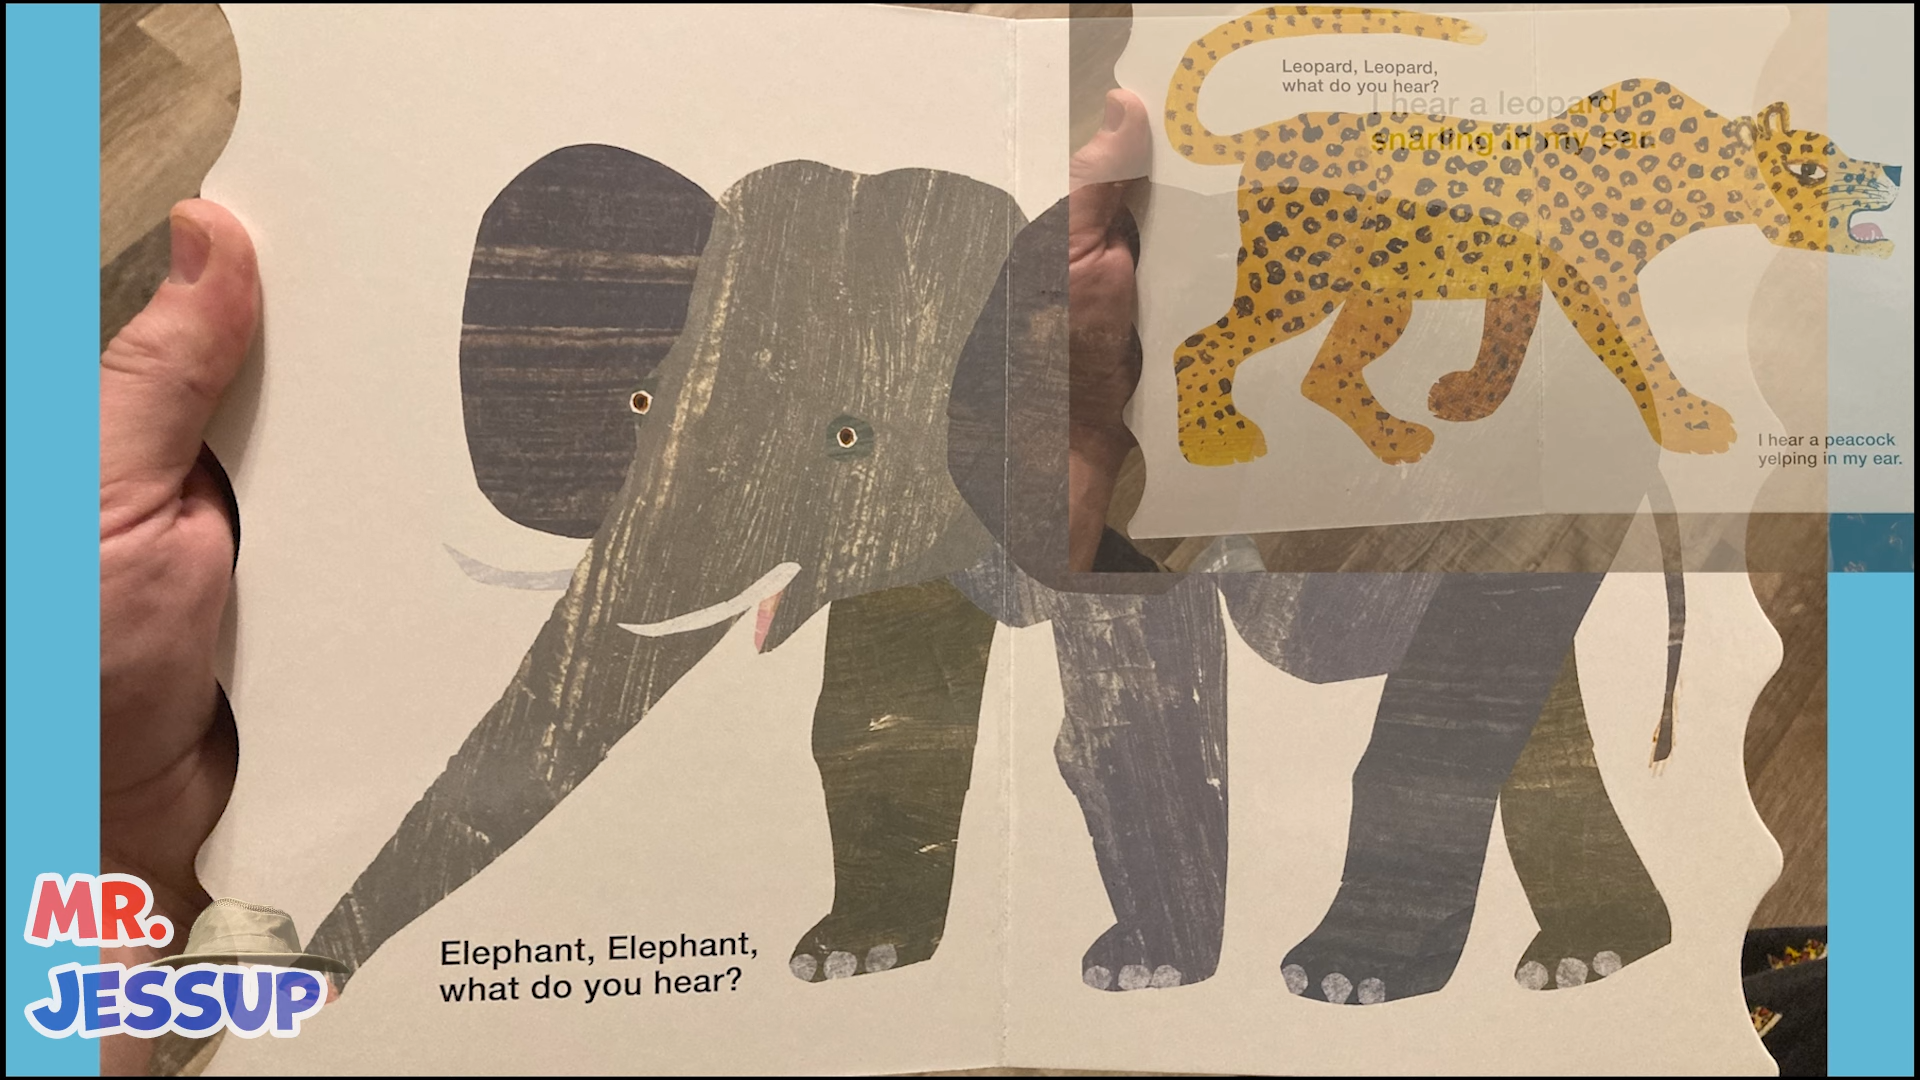 Leopard, Leopard,
what do you hear?
I hear a leopard
snarling in my ear.
I hear a peacock
yelping in my ear.
Elephant, Elephant,
what do you hear?
MR.
JESSUP